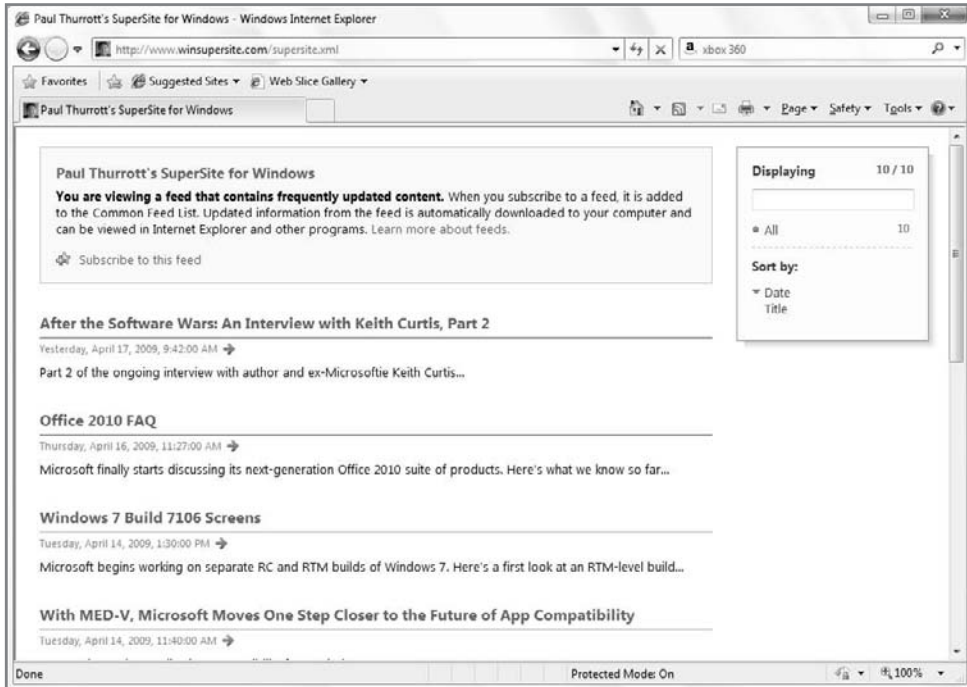 Paul Thurrott's SuperSite for Windows - Windows Internet Explorer
http://www.winsupersite.com/supersite.xml
a xbox 360
Favorites Suggested Sites Web Slice Gallery
Paul Thurrott's SuperSite for Windows
Page Safety Tools
Paul Thurrott's SuperSite for Windows
You are viewing a feed that contains frequently updated content. When you subscribe to a feed, it is added
to the Common Feed List. Updated information from the feed is automatically downloaded to your computer and
can be viewed in Internet Explorer and other programs. Learn more about feeds.
Subscribe to this feed
Displaying 10 / 10
All 10
Sort by:
Date
Title
After the Software Wars: An Interview with Keith Curtis, Part 2
Yesterday, April 17, 2009, 9:42:00 AM
Part 2 of the ongoing interview with author and ex-Microsoftie Keith Curtis...
Office 2010 FAQ
Thursday, April 16, 2009, 11:27:00 AM
Microsoft finally starts discussing its next-generation Office 2010 suite of products. Here's what we know so far...
Windows 7 Build 7106 Screens
Tuesday, April 14, 2009, 1:30:00 PM
Microsoft begins working on separate RC and RTM builds of Windows 7. Here's a first look at an RTM-level build...
With MED-V, Microsoft Moves One Step Closer to the Future of App Compatibility
Tuesday, April 14, 2009, 11:40:00 AM
Done Protected Mode: On 100%